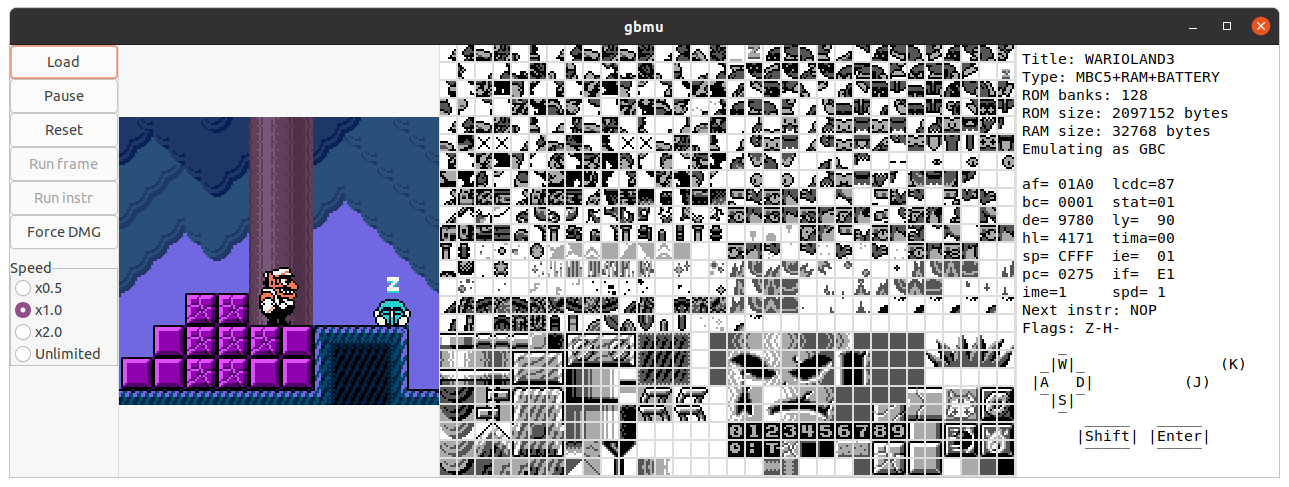 gbmu
Load
Pause
Reset
Run frame
Run instr
Force DMG
Speed
x0.5
x1.0
x2.0
Unlimited
Z
0123456789
Title: WARIOLAND3
Type: MBC5+RAM+BATTERY
ROM banks: 128
ROM size: 2097152 bytes
RAM size: 32768 bytes
Emulating as GBC
af= 01A0 lcdc=87
bc= 0001 stat=01
de= 9780 ly= 90
hl= 4171 tima=00
sp= CFFF ie= 01
pc= 0275 if= E1
ime=1 spd= 1
Next instr: NOP
Flags: Z-H-
_
_|W|_ (K)
|A D| (J)
‾|S|‾
‾
|Shift| |Enter|